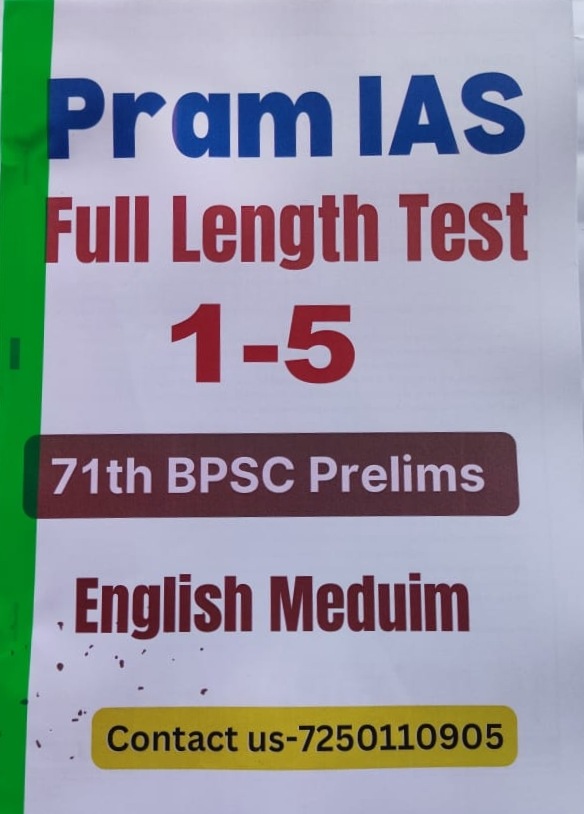 Pram IAS
Full Length Test
1-5
71th BPSC Prelims
English Meduim
Contact us-7250110905